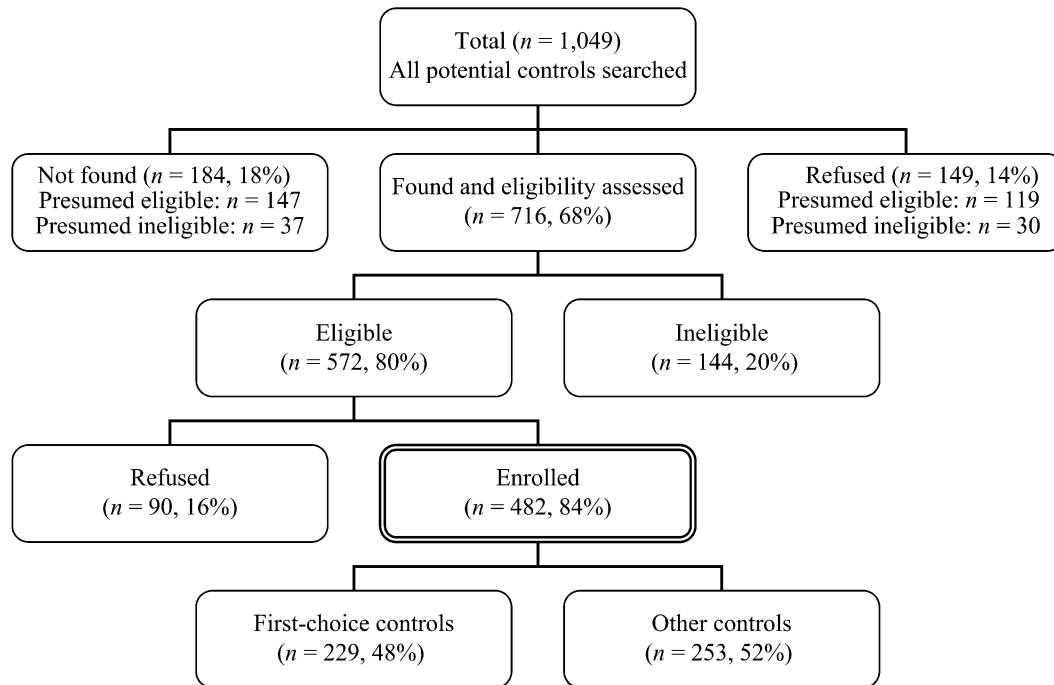 Total (n = 1,049)
All potential controls searched
Not found (n = 184, 18%)
Presumed eligible: n = 147
Presumed ineligible: n = 37
Found and eligibility assessed
(n = 716, 68%)
Refused (n = 149, 14%)
Presumed eligible: n = 119
Presumed ineligible: n = 30
Eligible
(n = 572, 80%)
Ineligible
(n = 144, 20%)
Refused
(n = 90, 16%)
Enrolled
(n = 482, 84%)
First-choice controls
(n = 229, 48%)
Other controls
(n = 253, 52%)